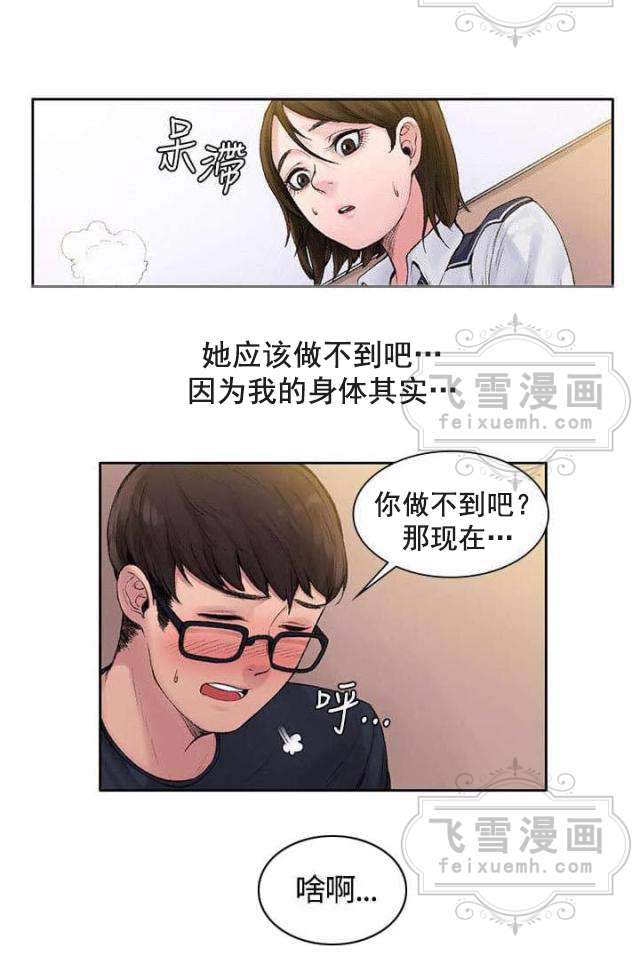 呆滯
她应该做不到吧…
因为我的身体其实…
飞雪漫画
feixuemh.com
你做不到吧?
那现在…
呼...
飞雪漫画
feixuemh.com
啥啊...